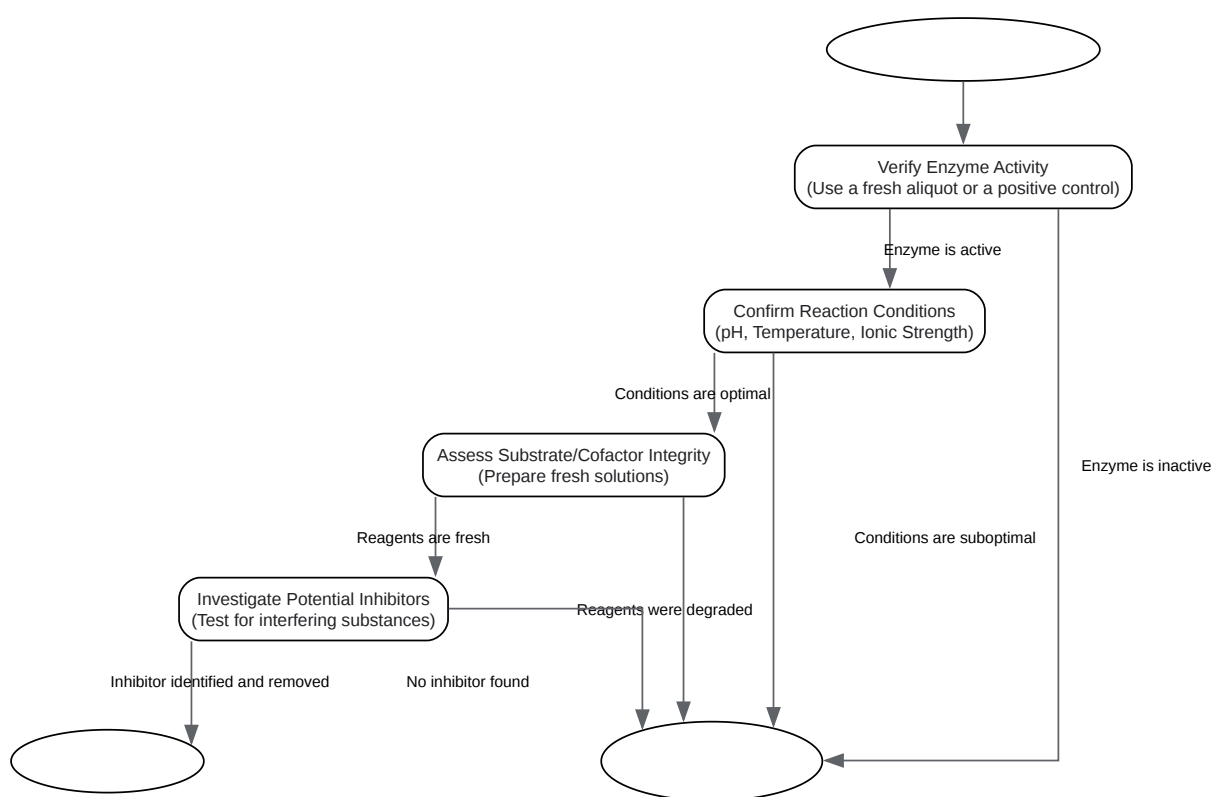 Verify Enzyme Activity
(Use a fresh aliquot or a positive control)
Enzyme is active
Confirm Reaction Conditions
(pH, Temperature, Ionic Strength)
Conditions are optimal
Assess Substrate/Cofactor Integrity
(Prepare fresh solutions)
Enzyme is inactive
Reagents are fresh
Conditions are suboptimal
Investigate Potential Inhibitors
(Test for interfering substances)
Reagents were degraded
Inhibitor identified and removed
No inhibitor found